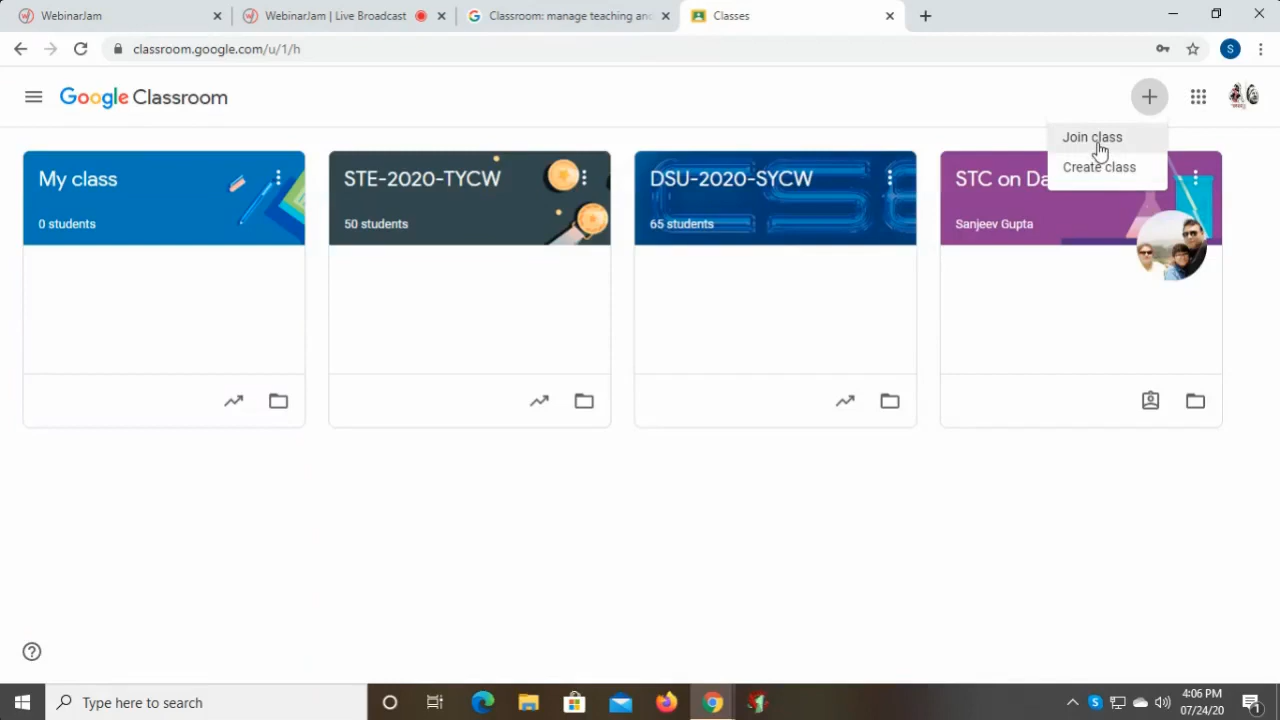 WebinarJam
WebinarJam | Live Broadcast
Classroom: manage teaching and
Classes
classroom.google.com/u/1/h
S
Google Classroom
Join class
Create class
My class
0 students
STE-2020-TYCW
50 students
DSU-2020-SYCW
65 students
STC on Da
Sanjeev Gupta
Type here to search
4:06 PM
07/24/20
1